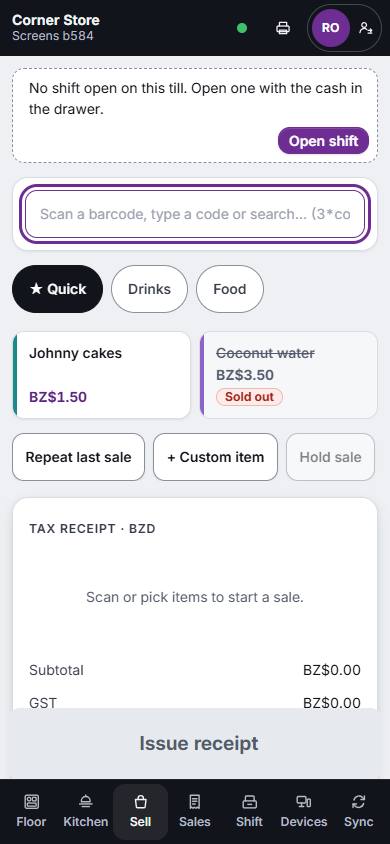 Corner Store
Screens b584
RO
No shift open on this till. Open one with the cash in
the drawer.
Open shift
Scan a barcode, type a code or search... (3*co
★ Quick
Drinks
Food
Johnny cakes
BZ$1.50
Coconut water
BZ$3.50
Sold out
Repeat last sale
+ Custom item
Hold sale
TAX RECEIPT · BZD
Scan or pick items to start a sale.
Subtotal BZ$0.00
GST BZ$0.00
Issue receipt
Floor
Kitchen
Sell
Sales
Shift
Devices
Sync